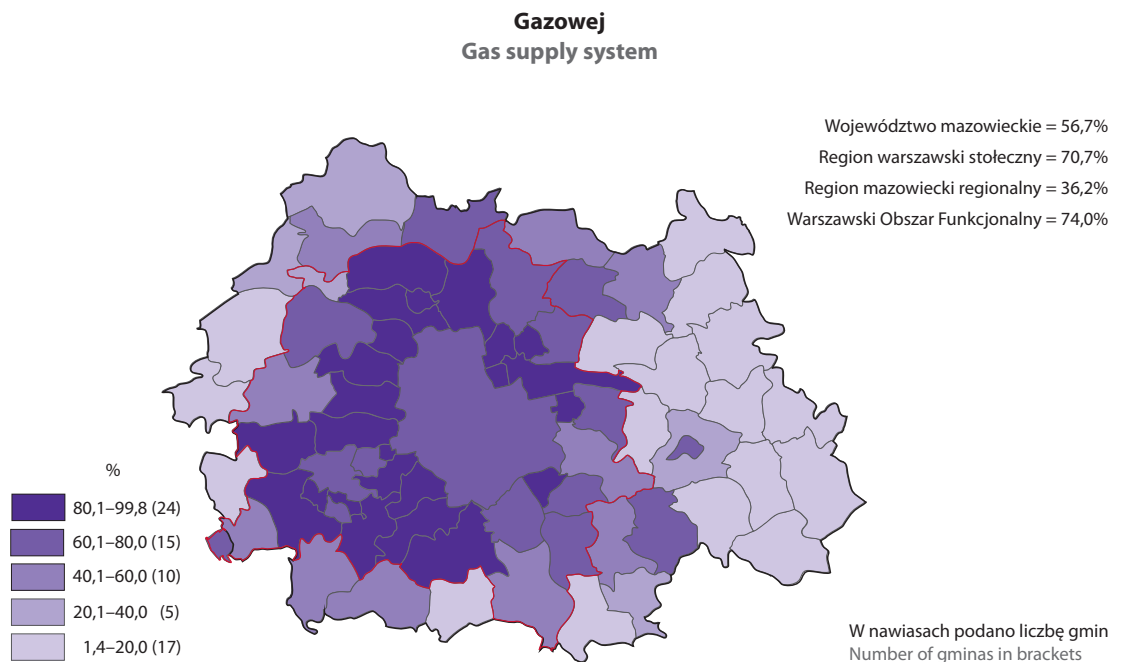 Gazowej
Gas supply system
Województwo mazowieckie = 56,7%
Region warszawski stołeczny = 70,7%
Region mazowiecki regionalny = 36,2%
Warszawski Obszar Funkcjonalny = 74,0%
%
80,1–99,8 (24)
60,1–80,0 (15)
40,1–60,0 (10)
20,1–40,0 (5)
1,4–20,0 (17)
W nawiasach podano liczbę gmin
Number of gminas in brackets